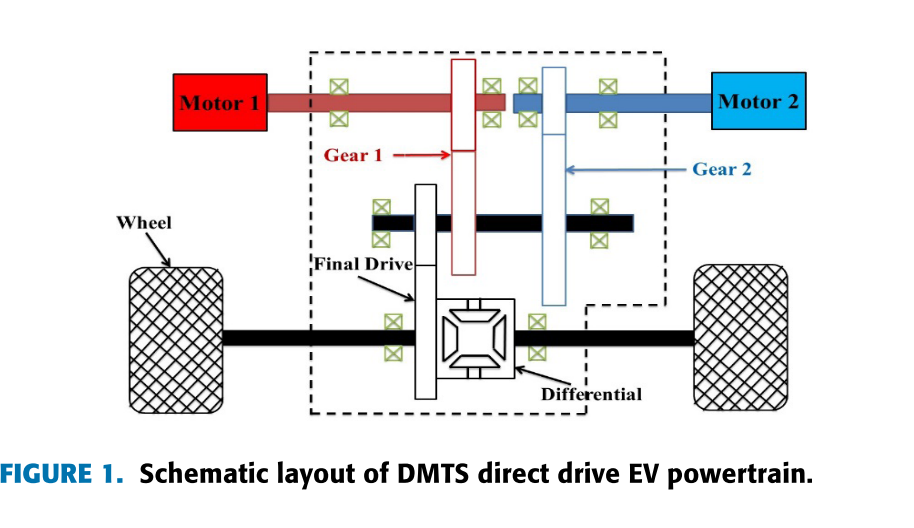 Motor 1
Motor 2
Gear 1
Gear 2
Wheel
Final Drive
Differential
FIGURE 1. Schematic layout of DMTS direct drive EV powertrain.